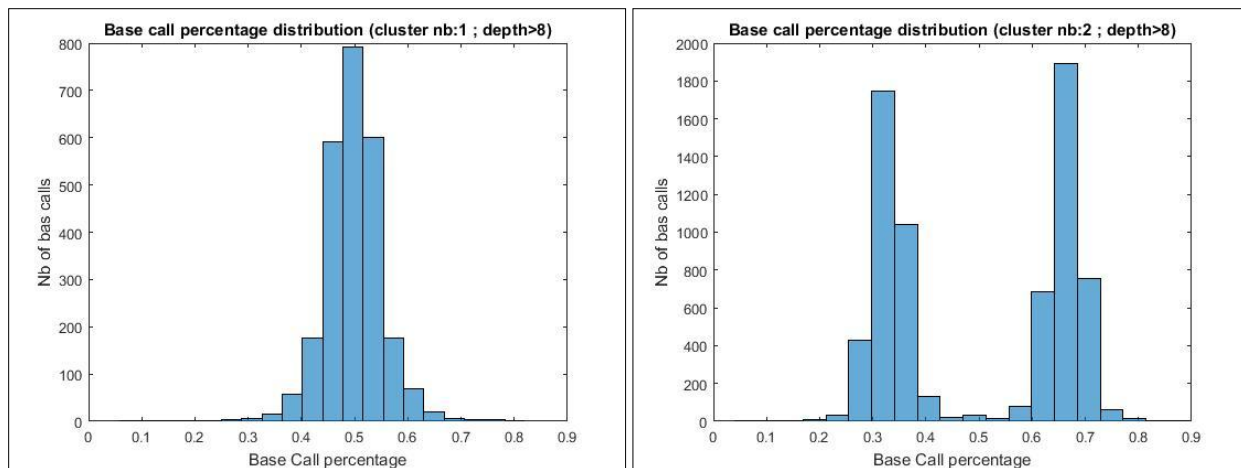 Base call percentage distribution (cluster nb:1 ; depth>8)
800
700
600
500
400
300
200
100
0
Nb of bas calls
0 0.1 0.2 0.3 0.4 0.5 0.6 0.7 0.8 0.9
Base Call percentage
Base call percentage distribution (cluster nb:2 ; depth>8)
2000
1800
1600
1400
1200
1000
800
600
400
200
0
Nb of bas calls
0 0.1 0.2 0.3 0.4 0.5 0.6 0.7 0.8 0.9
Base Call percentage